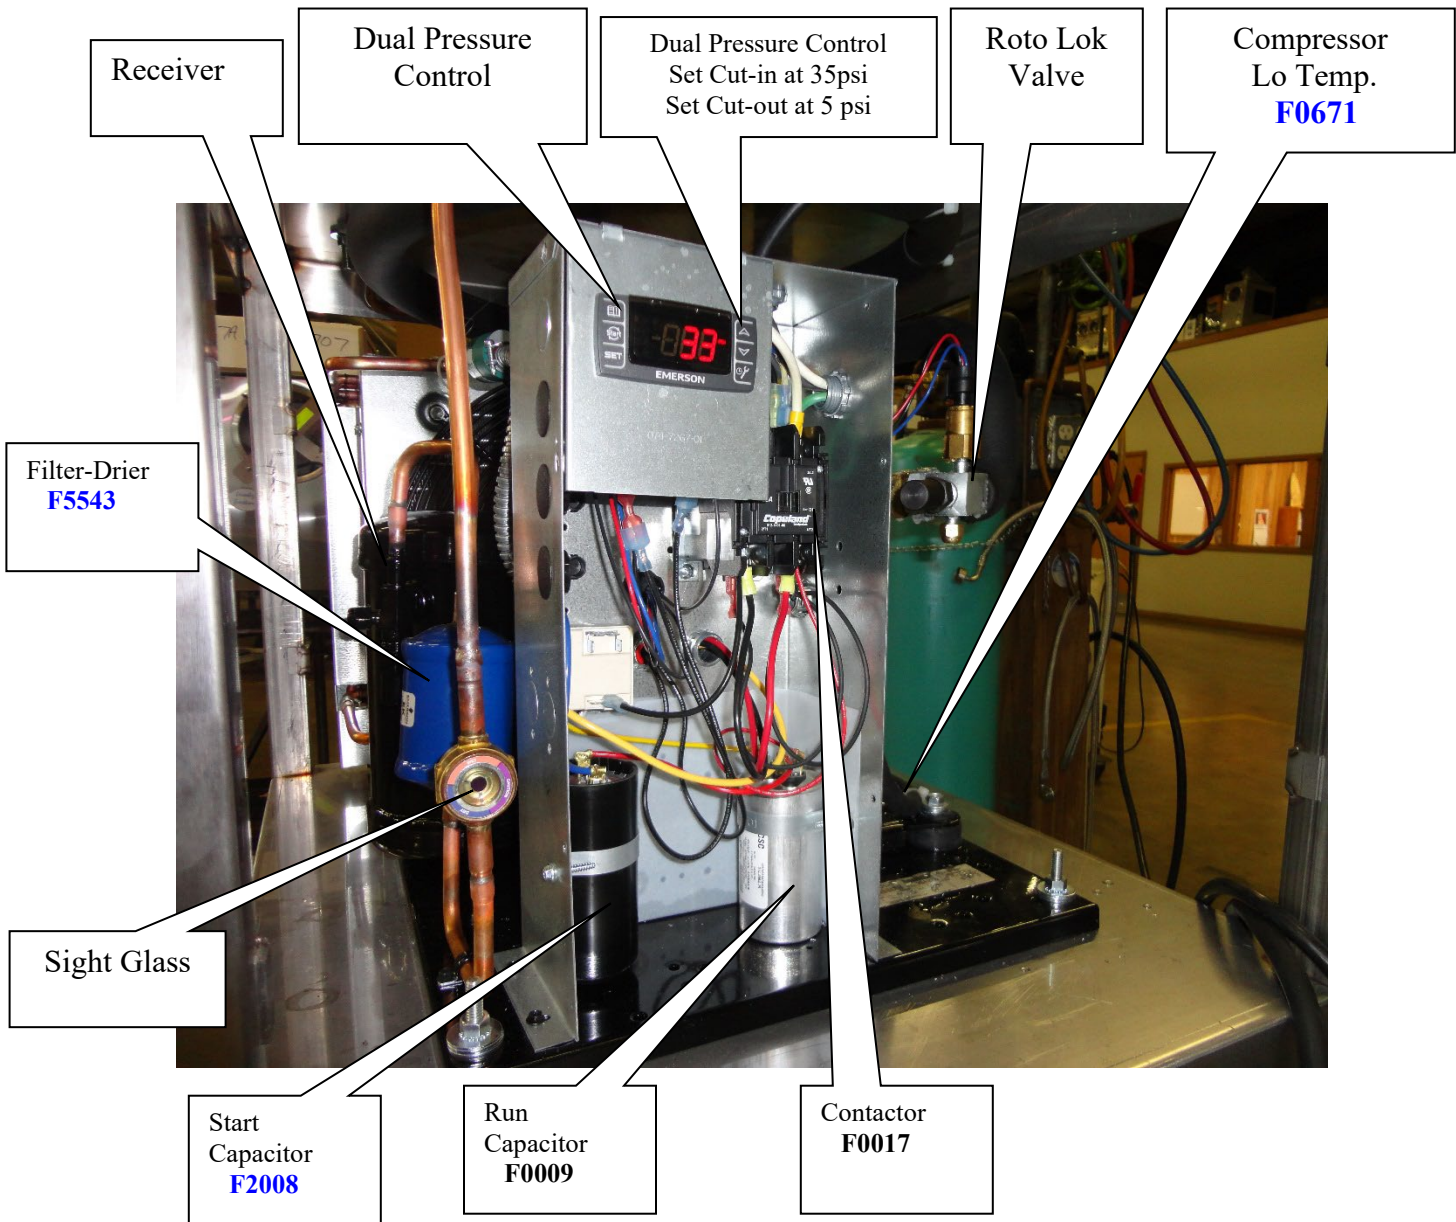 Receiver
Dual Pressure
Control
Dual Pressure Control
Set Cut-in at 35psi
Set Cut-out at 5 psi
Roto Lok
Valve
Compressor
Lo Temp.
F0671
SET
33
EMERSON
Copeland
Filter-Drier
F5543
Sight Glass
Start
Capacitor
F2008
Run
Capacitor
F0009
Contactor
F0017